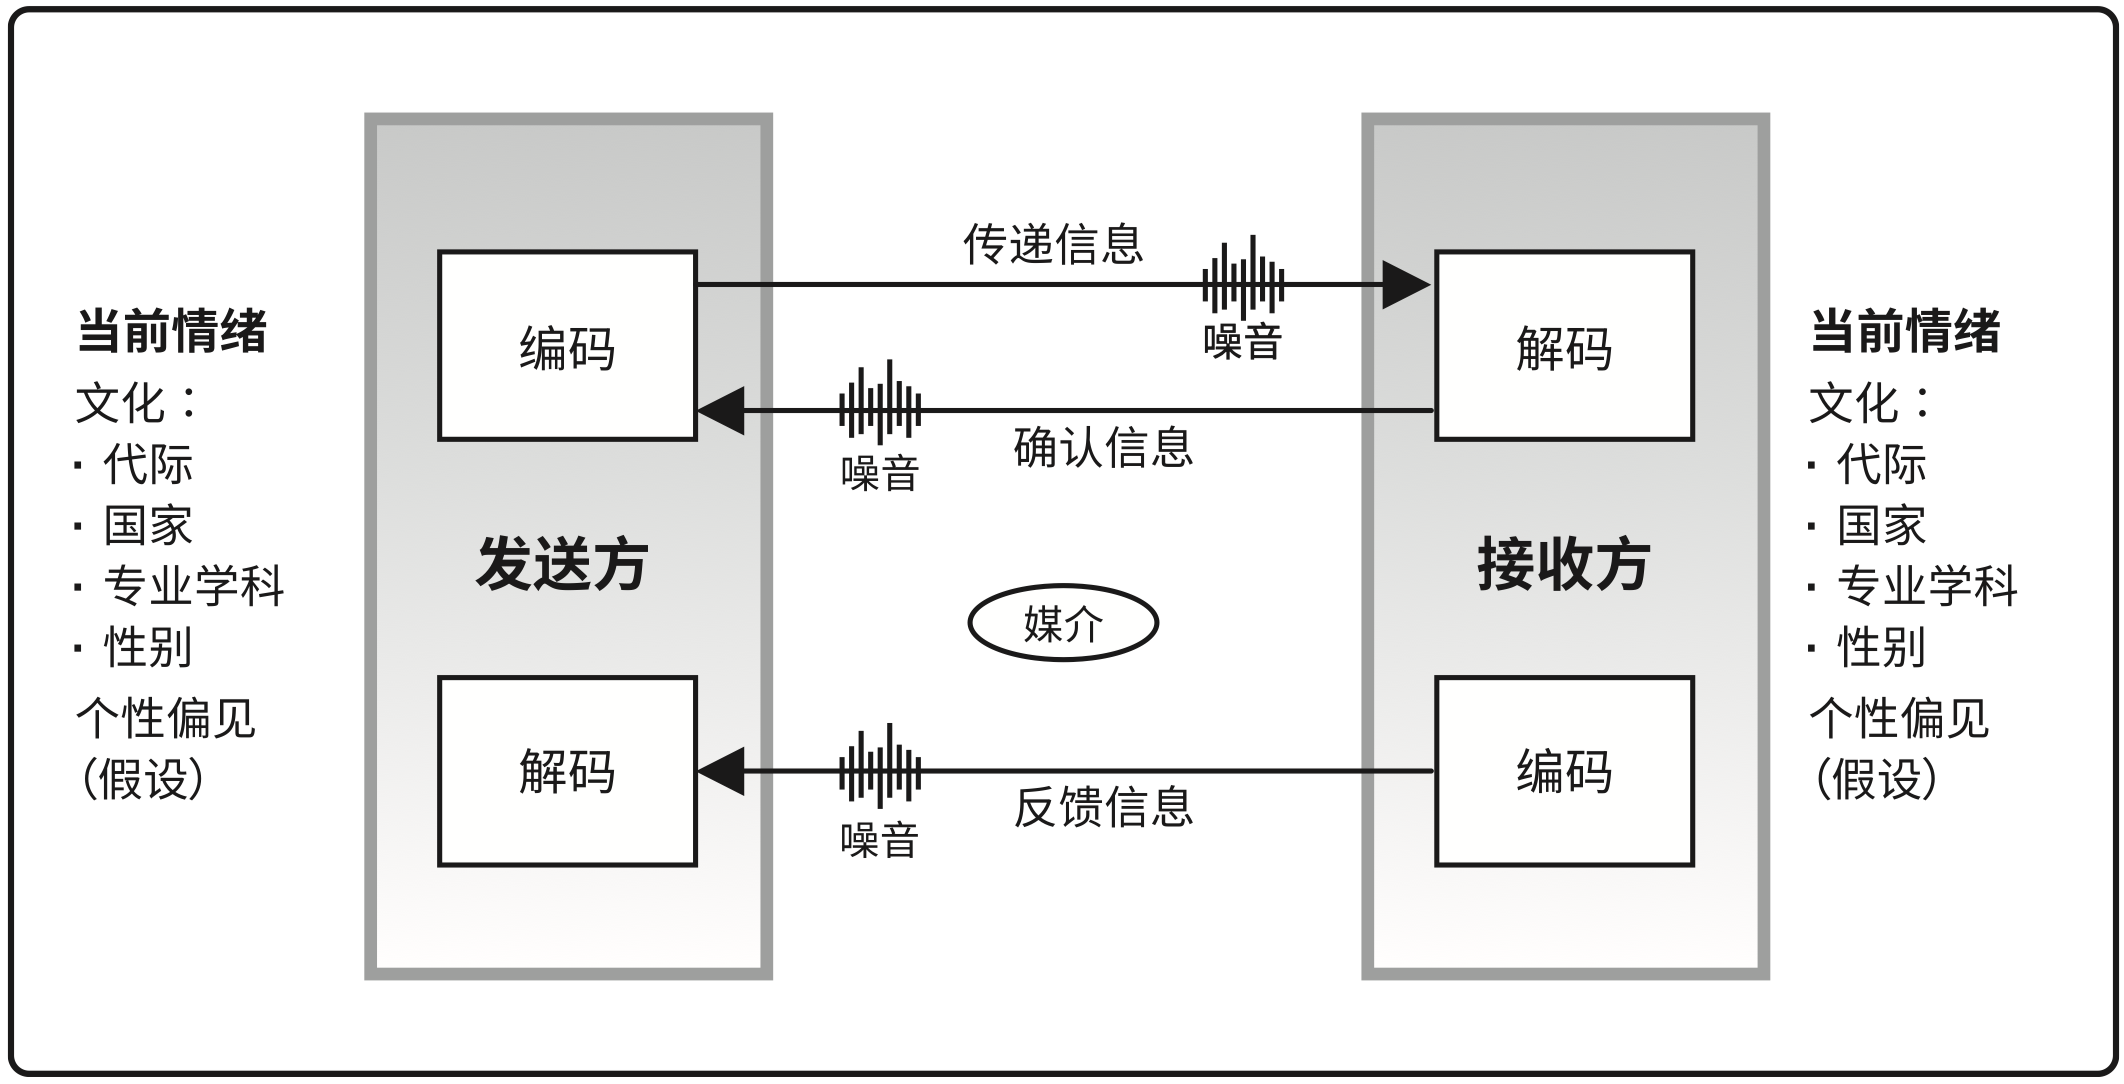 当前情绪
文化：
· 代际
· 国家
· 专业学科
· 性别
个性偏见
（假设）
编码
发送方
解码
传递信息
噪音
噪音
确认信息
媒介
噪音
反馈信息
解码
接收方
编码
当前情绪
文化：
· 代际
· 国家
· 专业学科
· 性别
个性偏见
（假设）